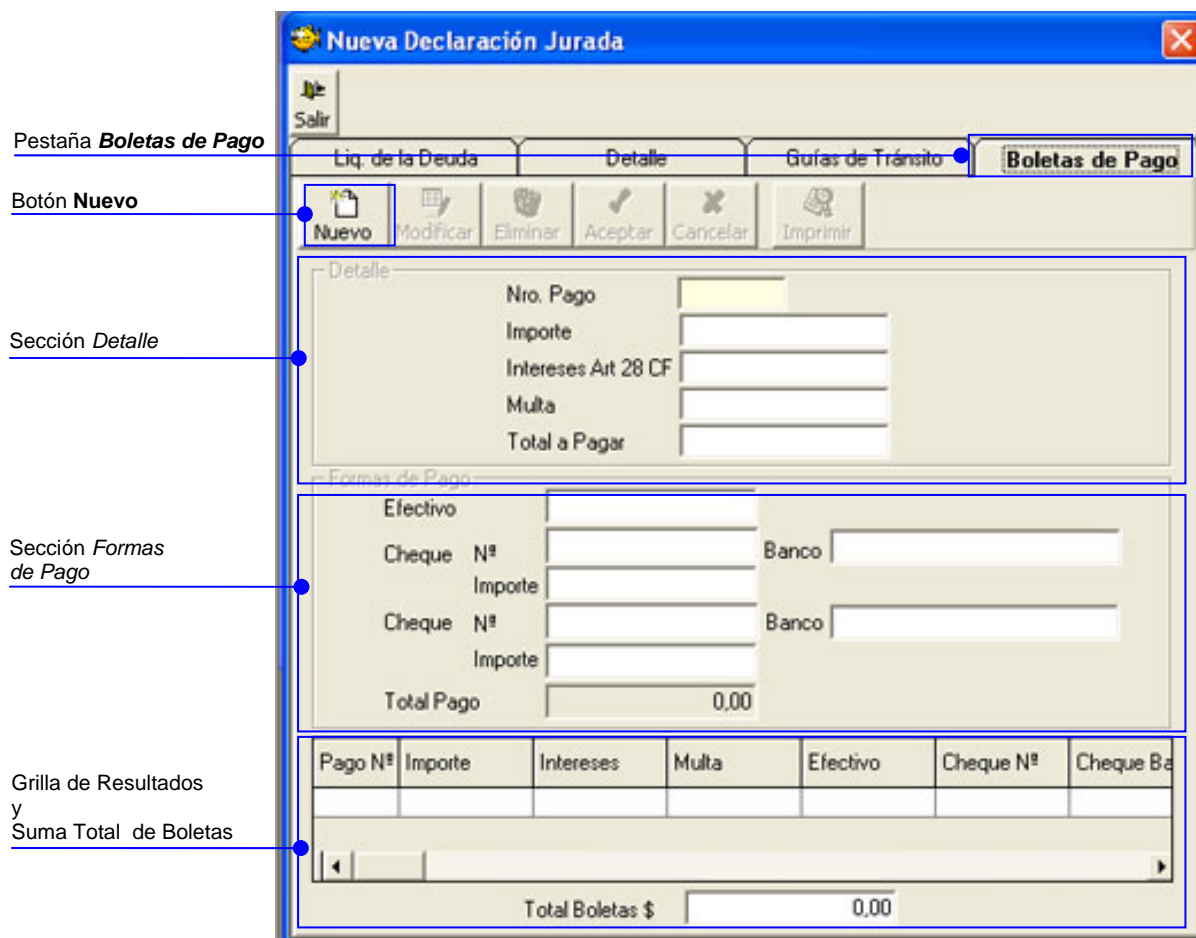 Nueva Declaración Jurada
Salir
Pestaña Boletas de Pago
Liq. de la Deuda Detalle Guías de Tránsito Boletas de Pago
Botón Nuevo
Nuevo Modificar Eliminar Aceptar Cancelar Imprimir
Detalle
Nro. Pago
Importe
Sección Detalle
Intereses Art 28 CF
Multa
Total a Pagar
Formas de Pago
Efectivo
Sección Formas
de Pago
Cheque Nº Banco
Importe
Cheque Nº Banco
Importe
Total Pago 0,00
Pago Nº Importe Intereses Multa Efectivo Cheque Nº Cheque Ba
Grilla de Resultados
y
Suma Total de Boletas
Total Boletas $ 0,00